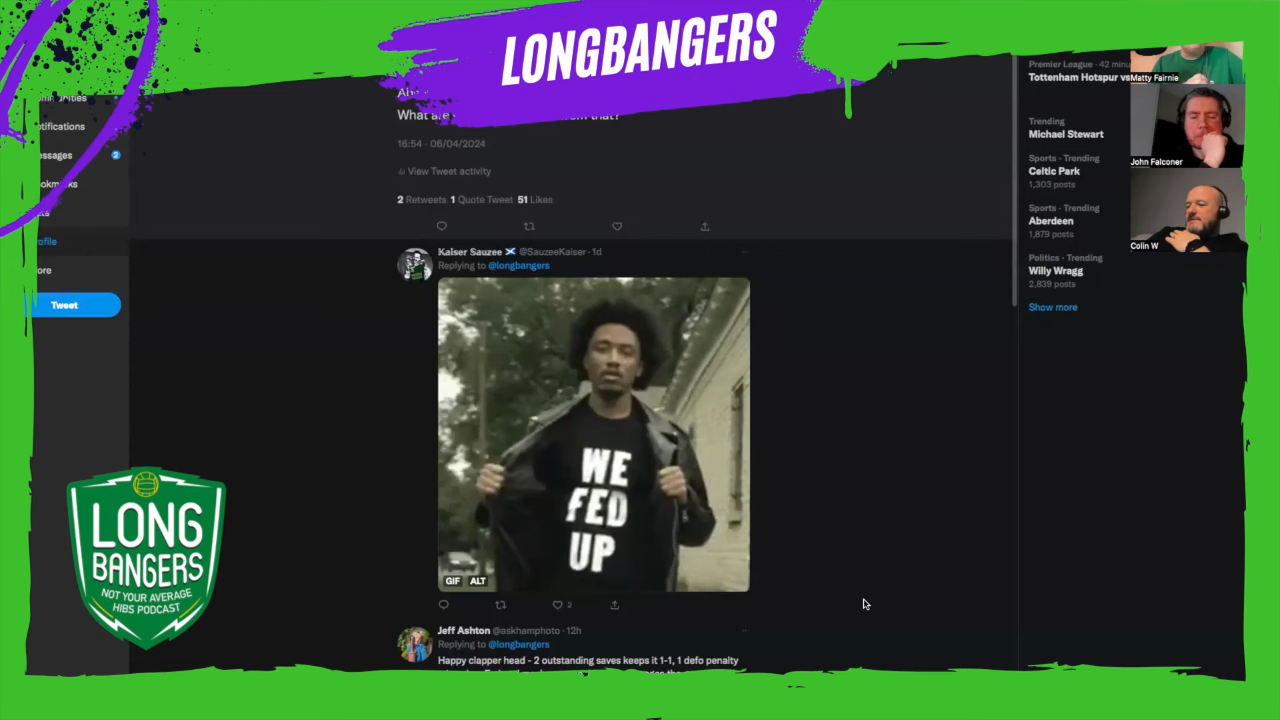 LONGBANGERS
Premier League · 42 minu
Tottenham Hotspur vs
Matty Fairnie
What are
that?
otifications
16:54 · 06/04/2024
Trending
Michael Stewart
essages
2
View Tweet activity
Sports · Trending
Celtic Park
1,303 posts
John Falconer
2 Retweets 1 Quote Tweet 51 Likes
Sports · Trending
Aberdeen
1,879 posts
ofile
Colin W
Kaiser Sauzee @SauzeeKaiser · 1d
Replying to @longbangers
Politics · Trending
Willy Wragg
2,839 posts
ore
Show more
Tweet
WE
FED
UP
GIF ALT
2
LONG
BANGERS
NOT YOUR AVERAGE
HIBS PODCAST
Jeff Ashton @askhamphoto · 12h
Replying to @longbangers
Happy clapper head - 2 outstanding saves keeps it 1-1, 1 defo penalty